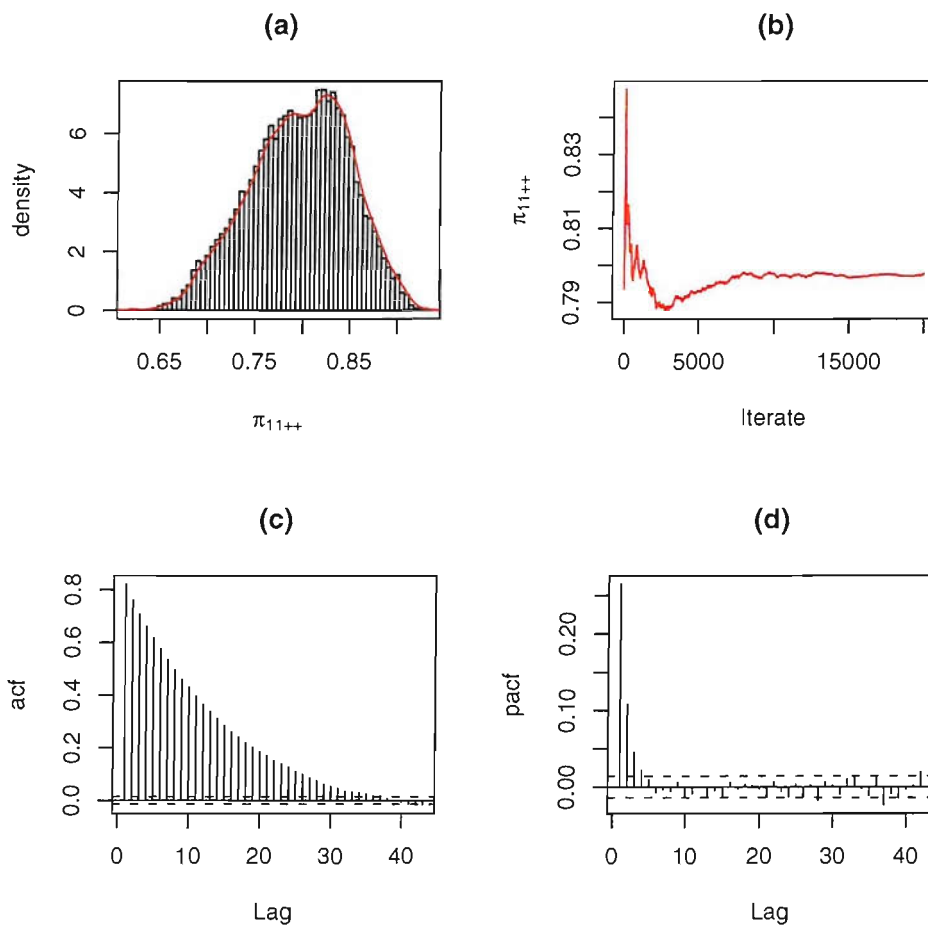 (a)
density
0
2
4
6
0.65
0.75
0.85
π11++
(b)
π11++
0.79
0.81
0.83
0
5000
15000
Iterate
(c)
acf
0.0
0.2
0.4
0.6
0.8
0
10
20
30
40
Lag
(d)
pacf
0.00
0.10
0.20
0
10
20
30
40
Lag